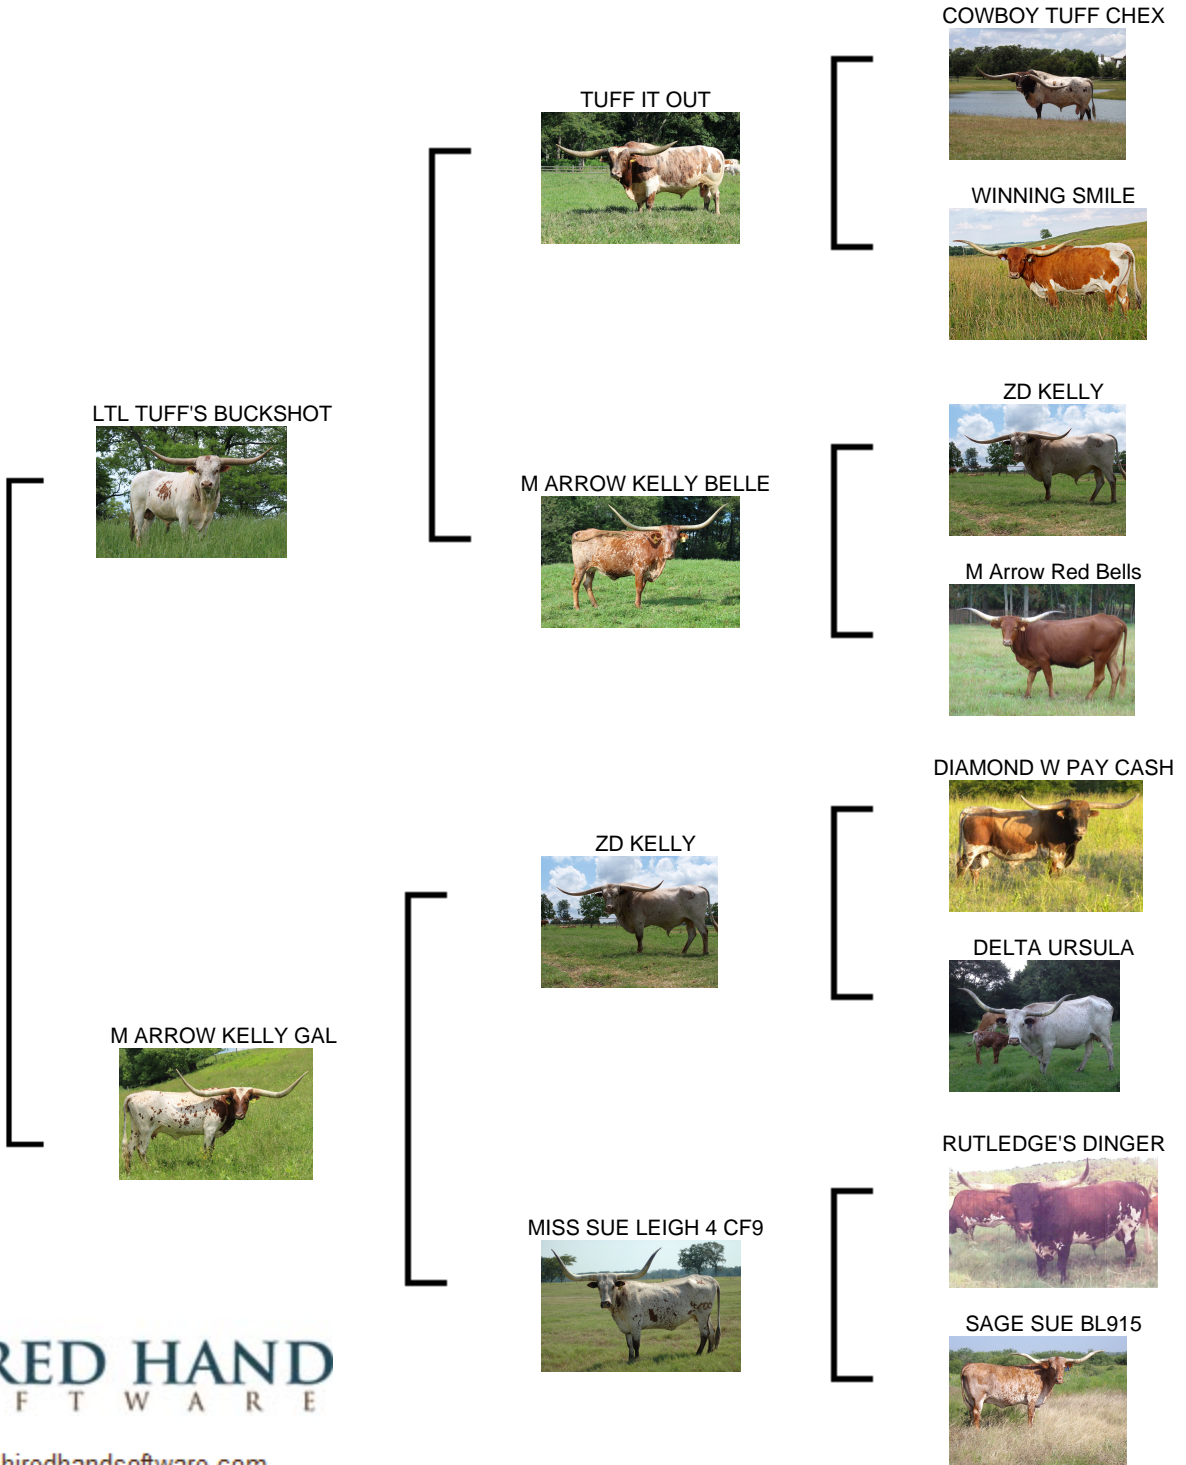 COWBOY TUFF CHEX
TUFF IT OUT
WINNING SMILE
ZD KELLY
LTL TUFF'S BUCKSHOT
M ARROW KELLY BELLE
M Arrow Red Bells
DIAMOND W PAY CASH
ZD KELLY
DELTA URSULA
M ARROW KELLY GAL
RUTLEDGE'S DINGER
MISS SUE LEIGH 4 CF9
SAGE SUE BL915
RED HAND
F T W A R E
hiredhandsoftware.com